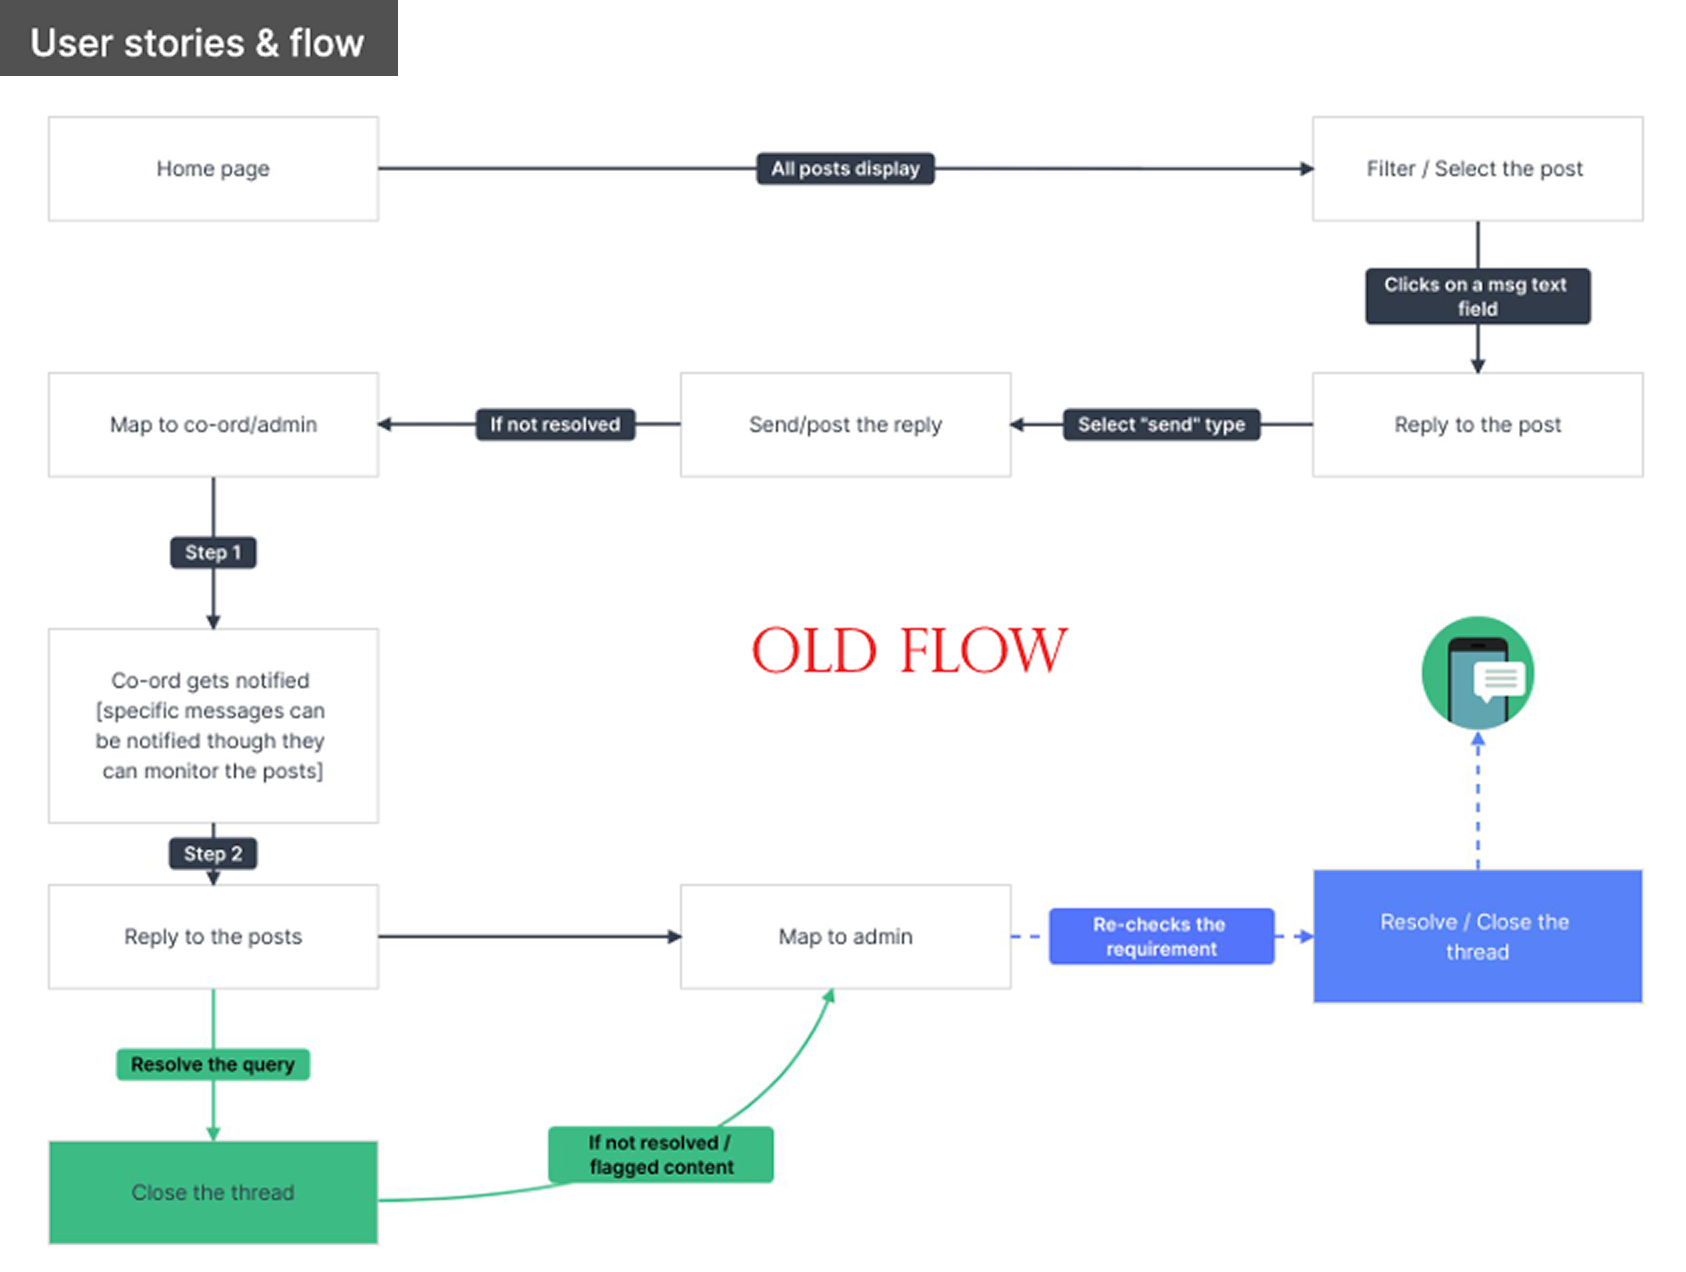 User stories & flow
Home page
All posts display
Filter / Select the post
Clicks on a msg text
field
Map to co-ord/admin
If not resolved
Send/post the reply
Select "send" type
Reply to the post
Step 1
Co-ord gets notified
[specific messages can
be notified though they
can monitor the posts]
OLD FLOW
Step 2
Reply to the posts
Map to admin
Re-checks the
requirement
Resolve / Close the
thread
Resolve the query
If not resolved /
flagged content
Close the thread